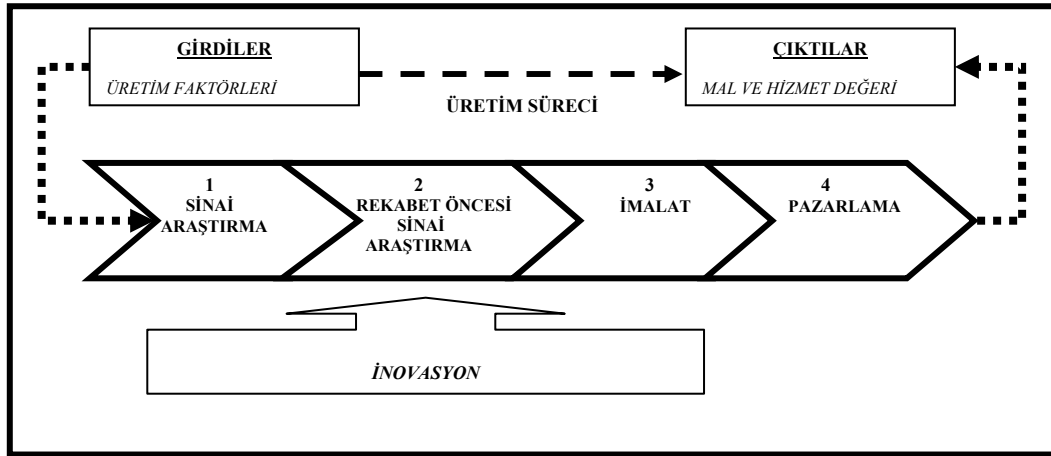 GİRDİLER
ÜRETİM FAKTÖRLERİ
ÜRETİM SÜRECİ
ÇIKTILAR
MAL VE HİZMET DEĞERİ
1
SİNAİ
ARAŞTIRMA
2
REKABET ÖNCESİ
SİNAİ
ARAŞTIRMA
3
İMALAT
4
PAZARLAMA
İNOVASYON